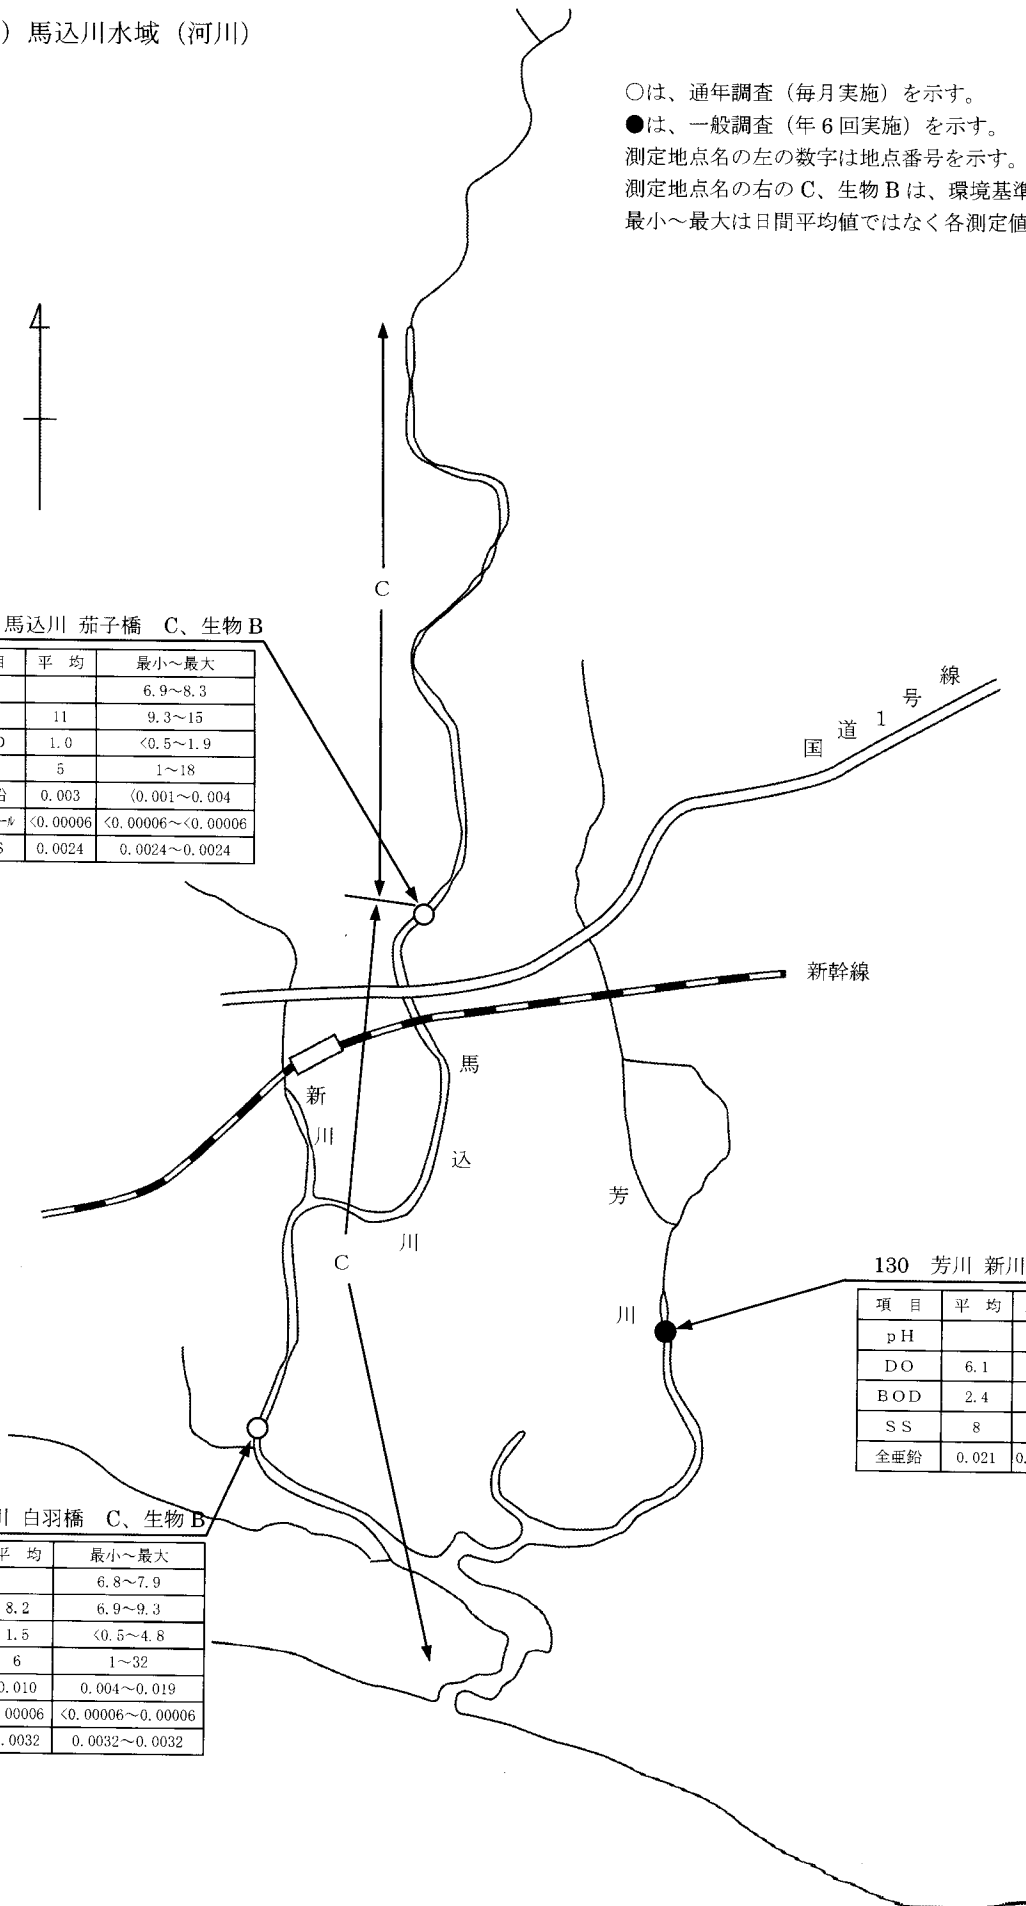 ）馬込川水域（河川）
○は、通年調査（毎月実施）を示す。
●は、一般調査（年6回実施）を示す。
測定地点名の左の数字は地点番号を示す。
測定地点名の右の C、生物 B は、環境基準
最小～最大は日間平均値ではなく各測定値
C
馬込川 茄子橋 C、生物 B
目 平 均 最小～最大
6.9～8.3
11 9.3～15
D 1.0 <0.5～1.9
5 1～18
鉛 0.003 <0.001～0.004
ール <0.00006 <0.00006～<0.00006
S 0.0024 0.0024～0.0024
国道1号線
新幹線
新川
馬込川
芳川
C
130 芳川 新川
項 目 平 均
pH
DO 6.1
BOD 2.4
SS 8
全亜鉛 0.021 0.
川 白羽橋 C、生物 B
平 均 最小～最大
6.8～7.9
8.2 6.9～9.3
1.5 <0.5～4.8
6 1～32
0.010 0.004～0.019
00006 <0.00006～0.00006
.0032 0.0032～0.0032